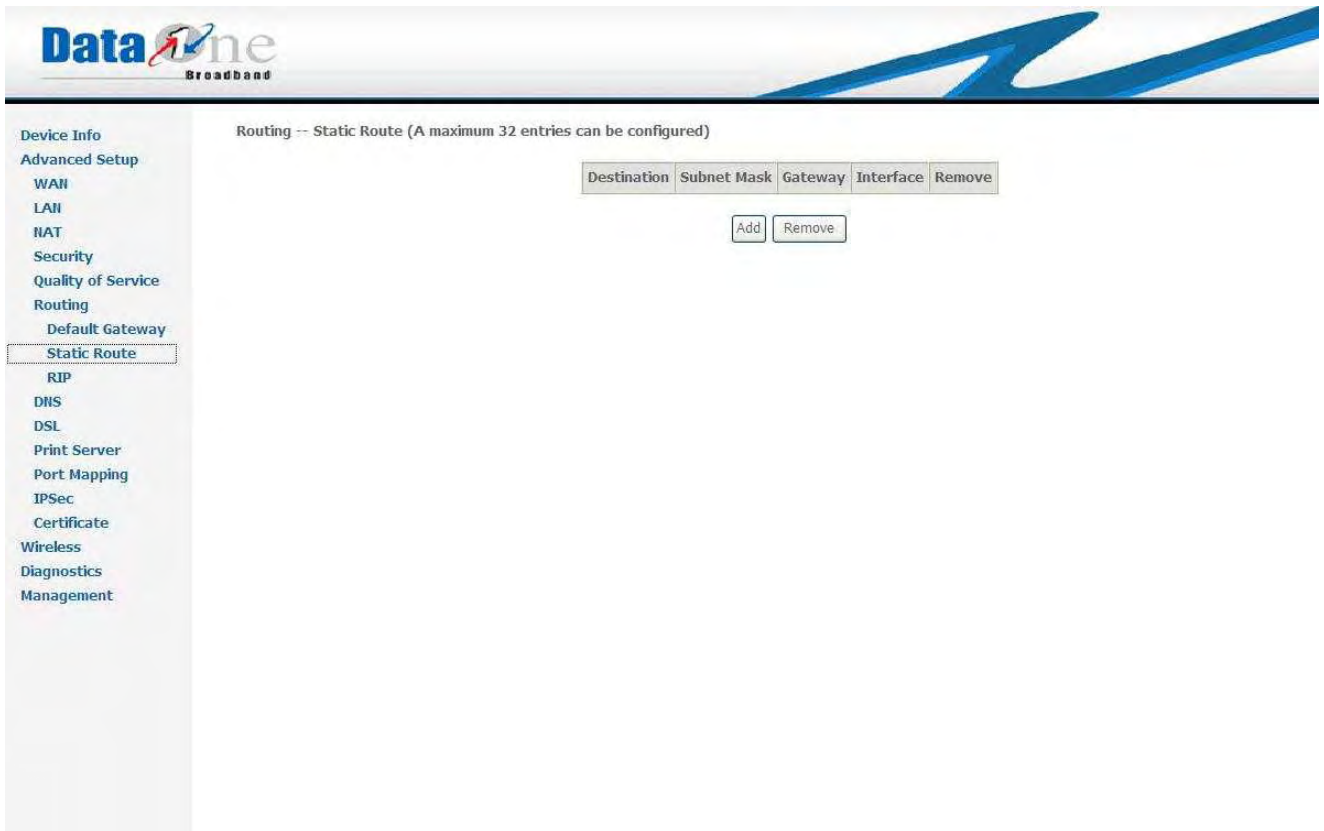 Data One
Broadband
Device Info
Advanced Setup
WAN
LAN
NAT
Security
Quality of Service
Routing
Default Gateway
Static Route
RIP
DNS
DSL
Print Server
Port Mapping
IPSec
Certificate
Wireless
Diagnostics
Management
Routing -- Static Route (A maximum 32 entries can be configured)
Destination Subnet Mask Gateway Interface Remove
Add Remove